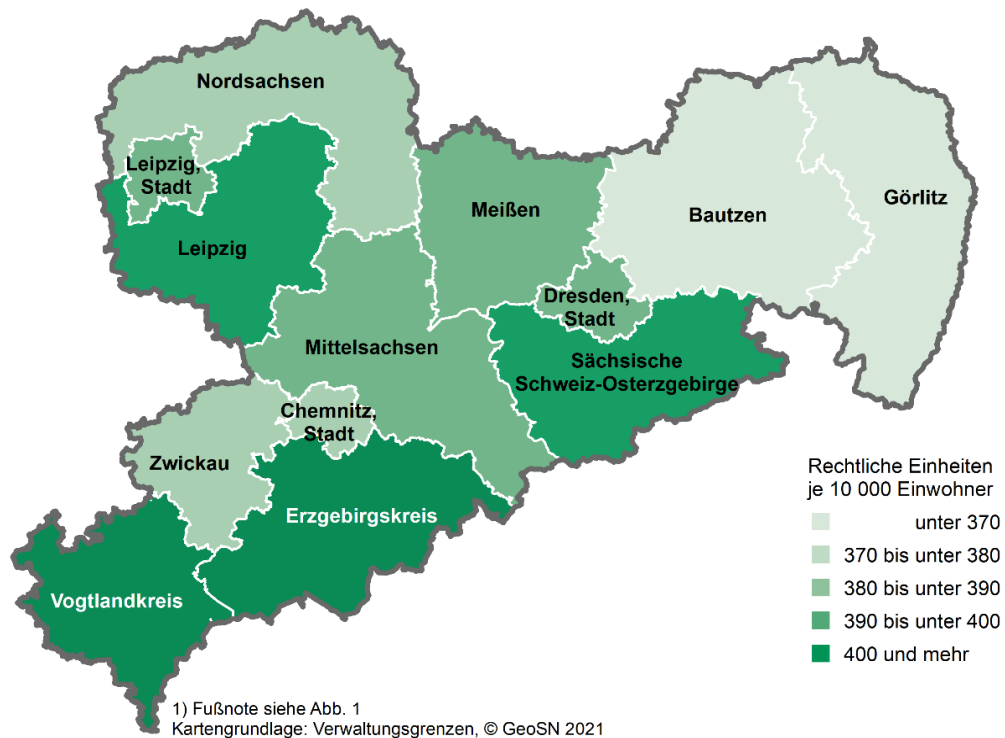 Nordsachsen
Leipzig,
Stadt
Leipzig
Meißen
Bautzen
Görlitz
Dresden,
Stadt
Mittelsachsen
Sächsische
Schweiz-Osterzgebirge
Chemnitz,
Stadt
Zwickau
Erzgebirgskreis
Vogtlandkreis
Rechtliche Einheiten
je 10 000 Einwohner
unter 370
370 bis unter 380
380 bis unter 390
390 bis unter 400
400 und mehr
1) Fußnote siehe Abb. 1
Kartengrundlage: Verwaltungsgrenzen, © GeoSN 2021